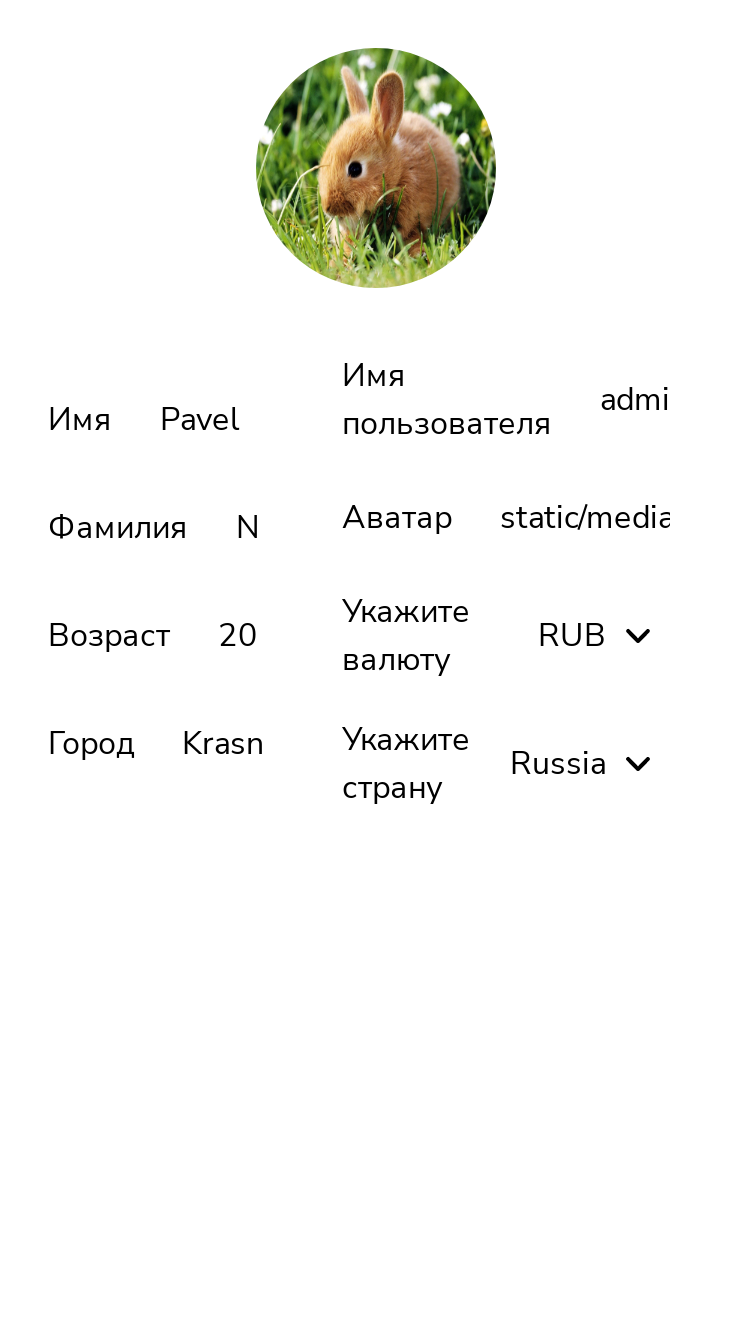 Имя Pavel
Фамилия N
Возраст 20
Город Krasn
Имя
пользователя admi
Аватар static/media
Укажите
валюту RUB
Укажите
страну Russia